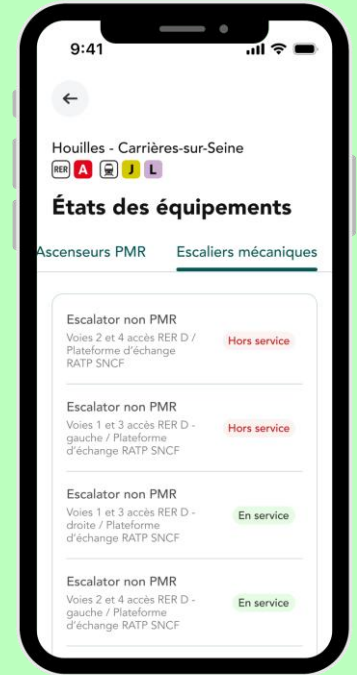 9:41
Houilles - Carrières-sur-Seine
RER A J L
États des équipements
Ascenseurs PMR Escaliers mécaniques
Escalator non PMR
Voies 2 et 4 accès RER D /
Plateforme d'échange
RATP SNCF
Hors service
Escalator non PMR
Voies 1 et 3 accès RER D -
gauche / Plateforme
d'échange RATP SNCF
Hors service
Escalator non PMR
Voies 1 et 3 accès RER D -
droite / Plateforme
d'échange RATP SNCF
En service
Escalator non PMR
Voies 2 et 4 accès RER D -
gauche / Plateforme
d'échange RATP SNCF
En service